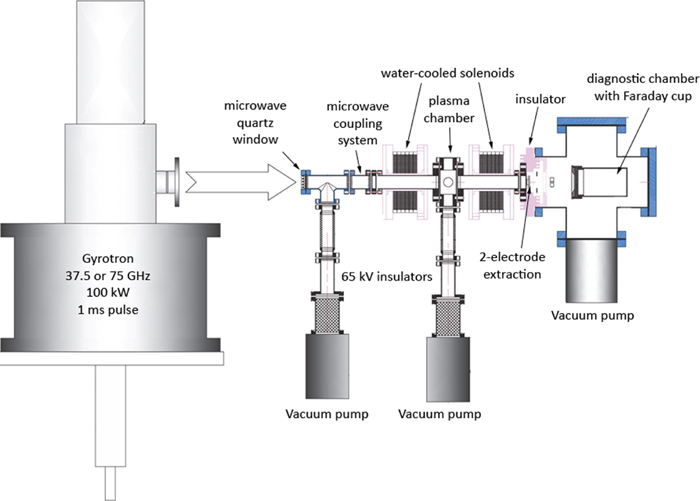 water-cooled solenoids
diagnostic chamber
with Faraday cup
microwave
quartz
window
microwave
coupling
system
plasma
chamber
insulator
Gyrotron
37.5 or 75 GHz
100 kW
1 ms pulse
65 kV insulators
2-electrode
extraction
Vacuum pump
Vacuum pump
Vacuum pump